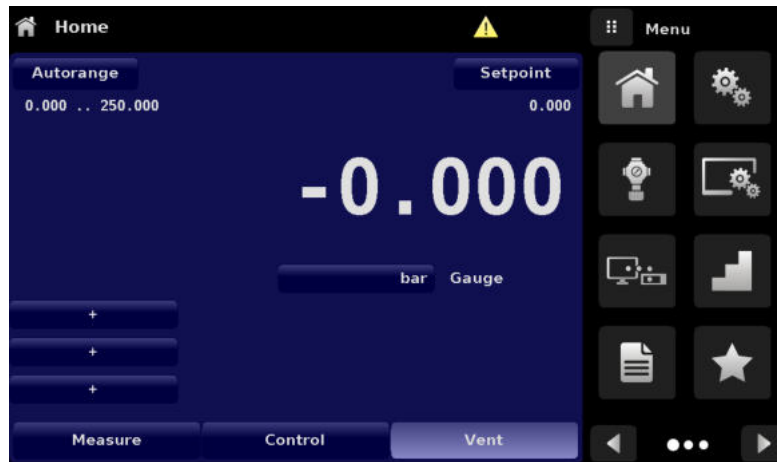 Home
Menu
Autorange
Setpoint
0.000 .. 250.000
0.000
-0.000
bar Gauge
+
+
+
Measure Control Vent